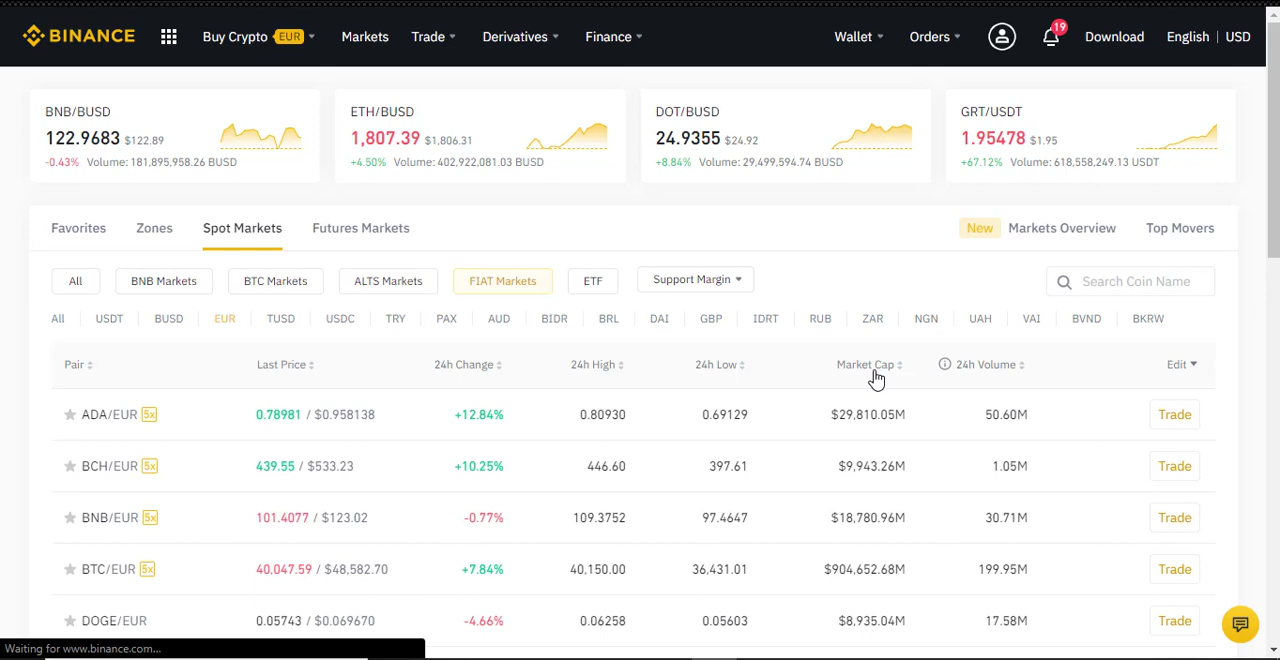 BINANCE Buy Crypto EUR Markets Trade Derivatives Finance Wallet Orders 19 Download English | USD
BNB/BUSD ETH/BUSD DOT/BUSD GRT/USDT
122.9683 $122.89 1,807.39 $1,806.31 24.9355 $24.92 1.95478 $1.95
-0.43% Volume: 181,895,958.26 BUSD +4.50% Volume: 402,922,081.03 BUSD +8.84% Volume: 29,499,594.74 BUSD +67.12% Volume: 618,558,249.13 USDT
Favorites Zones Spot Markets Futures Markets New Markets Overview Top Movers
All BNB Markets BTC Markets ALTS Markets FIAT Markets ETF Support Margin Search Coin Name
All USDT BUSD EUR TUSD USDC TRY PAX AUD BIDR BRL DAI GBP IDRT RUB ZAR NGN UAH VAI BVND BKRW
Pair Last Price 24h Change 24h High 24h Low Market Cap 24h Volume Edit
ADA/EUR 5x 0.78981 / $0.958138 +12.84% 0.80930 0.69129 $29,810.05M 50.60M Trade
BCH/EUR 5x 439.55 / $533.23 +10.25% 446.60 397.61 $9,943.26M 1.05M Trade
BNB/EUR 5x 101.4077 / $123.02 -0.77% 109.3752 97.4647 $18,780.96M 30.71M Trade
BTC/EUR 5x 40,047.59 / $48,582.70 +7.84% 40,150.00 36,431.01 $904,652.68M 199.95M Trade
DOGE/EUR 0.05743 / $0.069670 -4.66% 0.06258 0.05603 $8,935.04M 17.58M Trade
Waiting for www.binance.com...